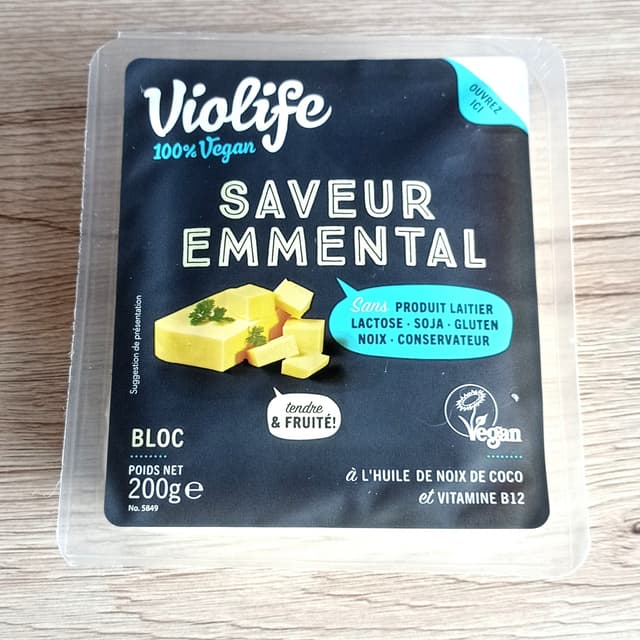 Violife
100% Vegan
OUVREZ
ICI
SAVEUR
EMMENTAL
Sans PRODUIT LAITIER
LACTOSE · SOJA · GLUTEN
NOIX · CONSERVATEUR
Suggestion de présentation
tendre
& FRUITÉ!
Vegan
BLOC
POIDS NET
200g e
No. 5849
à L'HUILE DE NOIX DE COCO
et VITAMINE B12